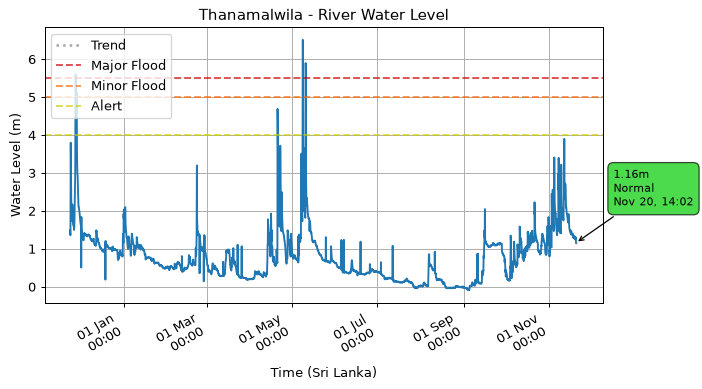 Thanamalwila - River Water Level
Trend
Major Flood
Minor Flood
Alert
Water Level (m)
6
5
4
3
2
1
0
1.16m
Normal
Nov 20, 14:02
01 Jan
00:00
01 Mar
00:00
01 May
00:00
01 Jul
00:00
01 Sep
00:00
01 Nov
00:00
Time (Sri Lanka)